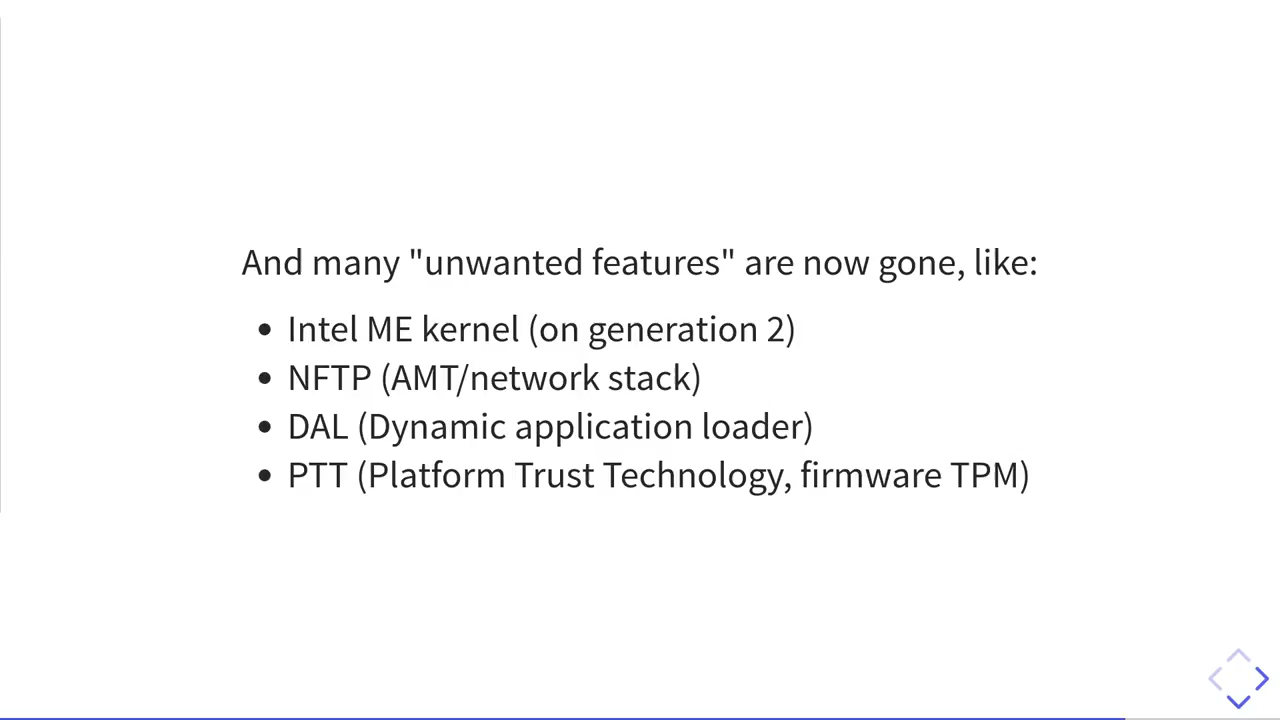 And many "unwanted features" are now gone, like:
• Intel ME kernel (on generation 2)
• NFTP (AMT/network stack)
• DAL (Dynamic application loader)
• PTT (Platform Trust Technology, firmware TPM)